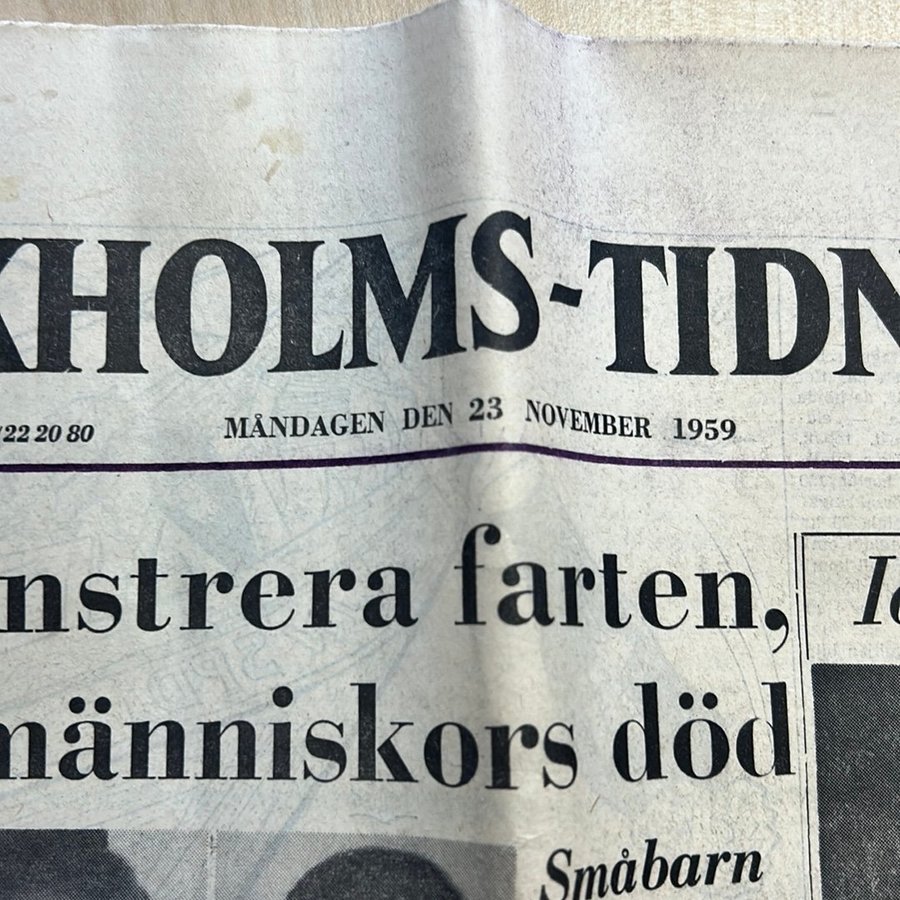 KHOLMS-TIDN
22 20 80 MÅNDAGEN DEN 23 NOVEMBER 1959
nstrera farten,
människors död
Småbarn